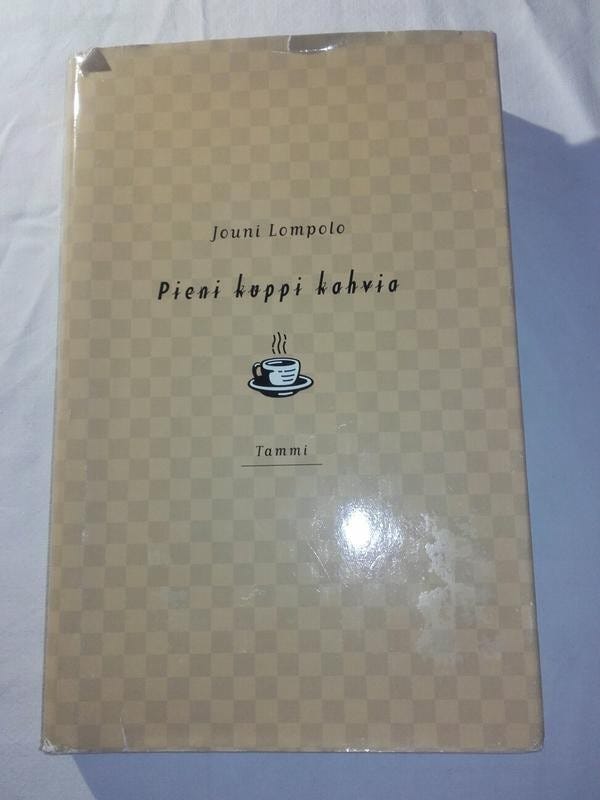 Jouni Lompolo
Pieni kuppi kahvia
Tammi